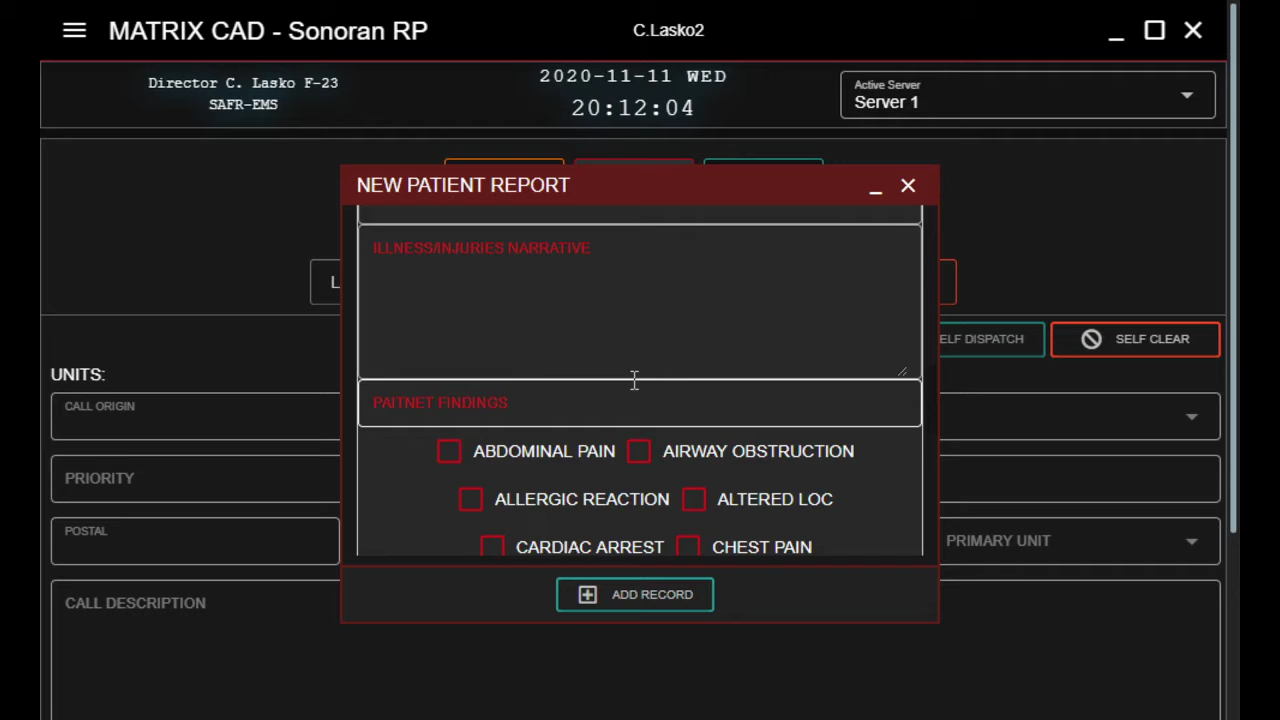 MATRIX CAD - Sonoran RP
C.Lasko2
Director C. Lasko F-23
SAFR-EMS
2020-11-11 WED
20:12:04
Active Server
Server 1
NEW PATIENT REPORT
ILLNESS/INJURIES NARRATIVE
L
ELF DISPATCH
SELF CLEAR
UNITS:
CALL ORIGIN
PAITNET FINDINGS
ABDOMINAL PAIN
AIRWAY OBSTRUCTION
PRIORITY
ALLERGIC REACTION
ALTERED LOC
POSTAL
CARDIAC ARREST
CHEST PAIN
PRIMARY UNIT
ADD RECORD
CALL DESCRIPTION